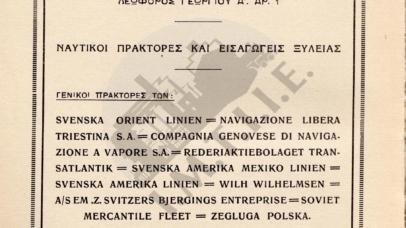 ΛΕΩΦΟΡΟΣ ΓΕΩΡΓΙΟΥ Α'. ΑΡ. 1
ΝΑΥΤΙΚΟΙ ΠΡΑΚΤΟΡΕΣ ΚΑΙ ΕΙΣΑΓΩΓΕΙΣ ΞΥΛΕΙΑΣ
ΓΕΝΙΚΟΙ ΠΡΑΚΤΟΡΕΣ ΤΩΝ:
SVENSKA ORIENT LINIEN = NAVIGAZIONE LIBERA
TRIESTINA S.A. = COMPAGNIA GENOVESE DI NAVIGA-
ZIONE A VAPORE S.A. = REDERIAKTIEBOLAGET TRAN-
SATLANTIK = SVENSKA AMERIKA MEXIKO LINIEN =
SVENSKA AMERIKA LINIEN = WILH WILHELMSEN =
A/S EM .Z. SVITZERS BJERGINGS ENTREPRISE = SOVIET
MERCANTILE FLEET = ZEGLUGA POLSKA.